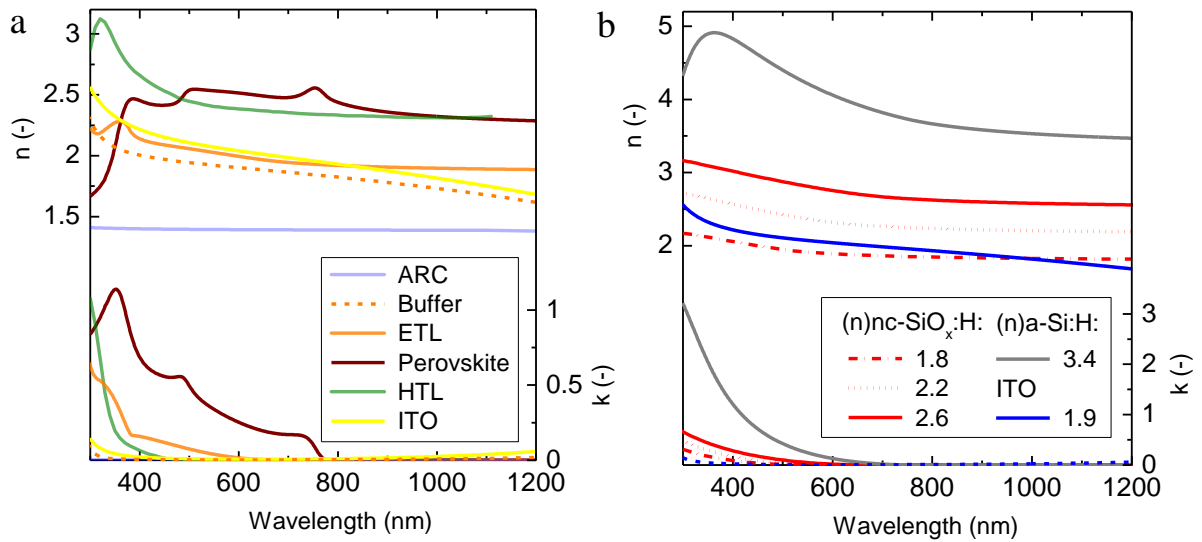 a
n (-)
3
2.5
2
1.5
ARC
Buffer
ETL
Perovskite
HTL
ITO
1
0.5
0
k (-)
400 600 800 1000 1200
Wavelength (nm)
b
n (-)
5
4
3
2
(n)nc-SiOₓ:H: (n)a-Si:H:
1.8 3.4
2.2 ITO
2.6 1.9
3
2
1
0
k (-)
400 600 800 1000 1200
Wavelength (nm)